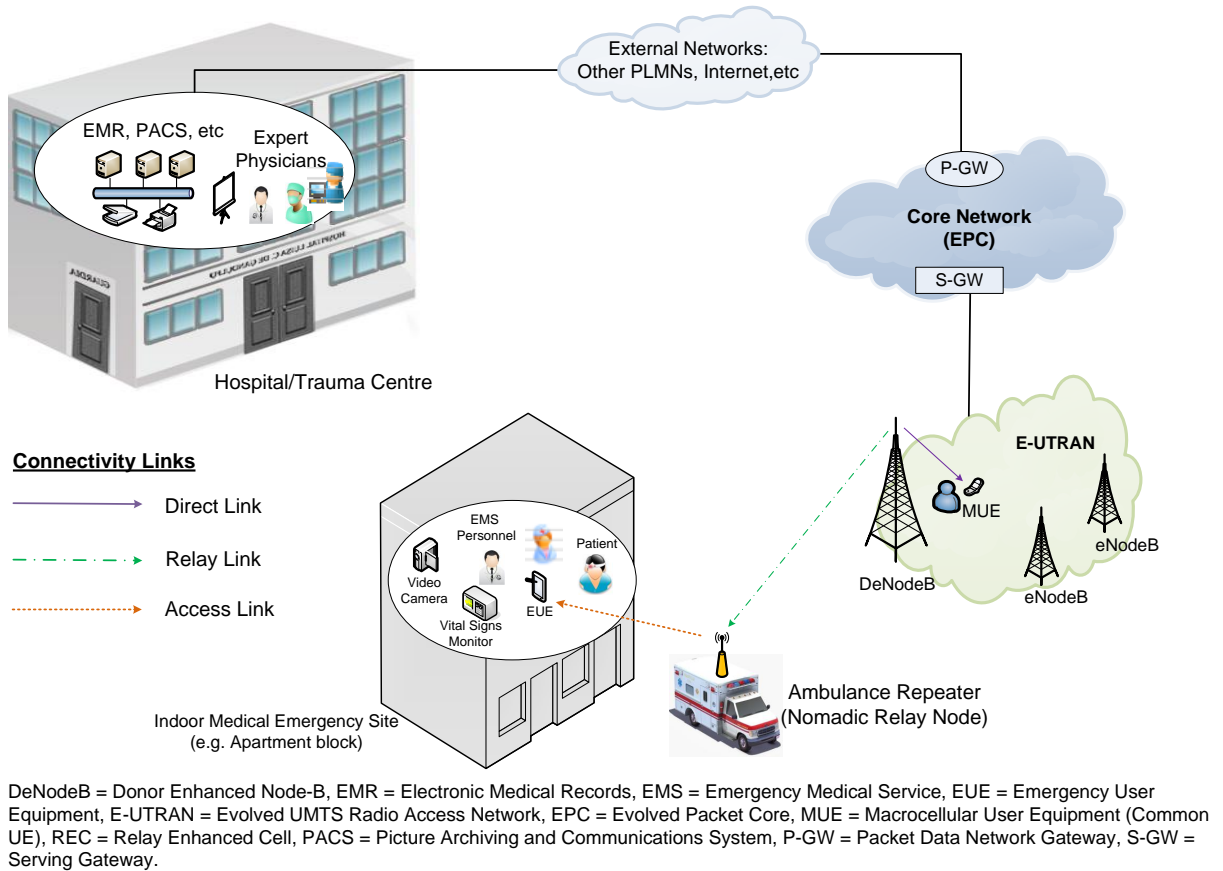 External Networks:
Other PLMNs, Internet,etc
EMR, PACS, etc
Expert
Physicians
P-GW
Core Network
(EPC)
S-GW
HOSPITAL LUISA C. DE GANDULFO
GUARDIA
Hospital/Trauma Centre
E-UTRAN
MUE
eNodeB
DeNodeB
eNodeB
Connectivity Links
Direct Link
Relay Link
Access Link
EMS
Personnel
Patient
Video
Camera
EUE
Vital Signs
Monitor
Ambulance Repeater
(Nomadic Relay Node)
Indoor Medical Emergency Site
(e.g. Apartment block)
DeNodeB = Donor Enhanced Node-B, EMR = Electronic Medical Records, EMS = Emergency Medical Service, EUE = Emergency User
Equipment, E-UTRAN = Evolved UMTS Radio Access Network, EPC = Evolved Packet Core, MUE = Macrocellular User Equipment (Common
UE), REC = Relay Enhanced Cell, PACS = Picture Archiving and Communications System, P-GW = Packet Data Network Gateway, S-GW =
Serving Gateway.